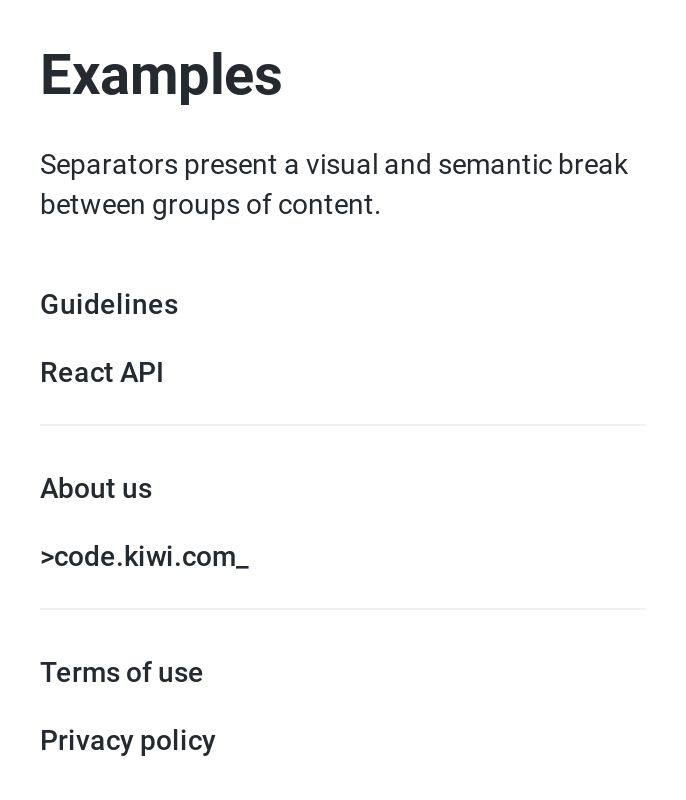 Examples
Separators present a visual and semantic break
between groups of content.
Guidelines
React API
About us
>code.kiwi.com_
Terms of use
Privacy policy